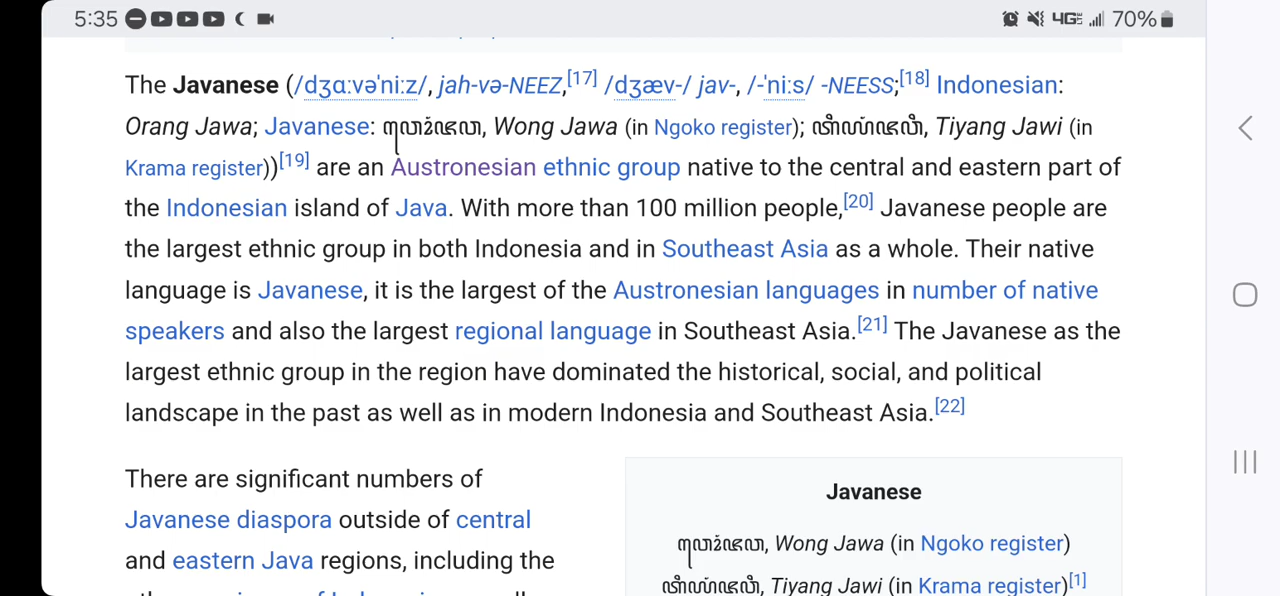 5:35 70%
The Javanese (/dʒɑːvəˈniːz/, jah-və-NEEZ,[17] /dʒæv-/ jav-, /-ˈniːs/ -NEESS;[18] Indonesian:
Orang Jawa; Javanese: ꦮꦺꦴꦁꦗꦮ, Wong Jawa (in Ngoko register); ꦠꦶꦪꦁꦗꦮꦶ, Tiyang Jawi (in
Krama register))[19] are an Austronesian ethnic group native to the central and eastern part of
the Indonesian island of Java. With more than 100 million people,[20] Javanese people are
the largest ethnic group in both Indonesia and in Southeast Asia as a whole. Their native
language is Javanese, it is the largest of the Austronesian languages in number of native
speakers and also the largest regional language in Southeast Asia.[21] The Javanese as the
largest ethnic group in the region have dominated the historical, social, and political
landscape in the past as well as in modern Indonesia and Southeast Asia.[22]
There are significant numbers of
Javanese diaspora outside of central
and eastern Java regions, including the
Javanese
ꦮꦺꦴꦁꦗꦮ, Wong Jawa (in Ngoko register)
ꦠꦶꦪꦁꦗꦮꦶ, Tiyang Jawi (in Krama register)[1]